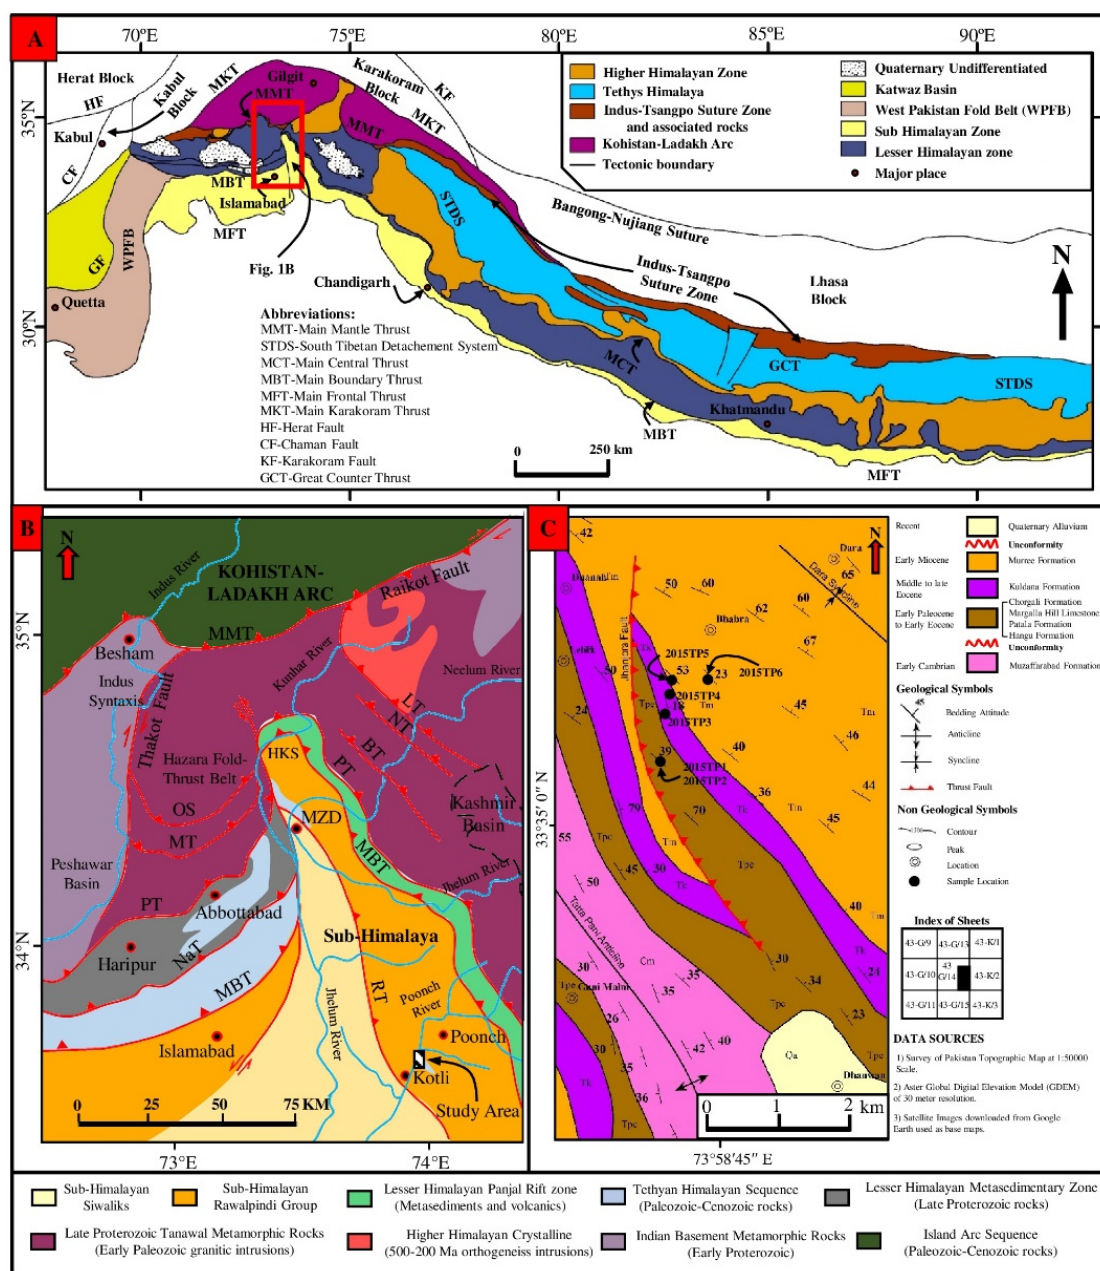 A
70°E
75°E
80°E
85°E
90°E
35°N
30°N
Herat Block
HF
Kabul
Block
MKT
Gilgit
MMT
Karakoram
Block
KF
MKT
MMT
Kabul
CF
MBT
Islamabad
MFT
Fig. 1B
GF
WPFB
Quetta
Chandigarh
STDS
Bangong-Nujiang Suture
Indus-Tsangpo
Suture Zone
Lhasa
Block
N
MCT
GCT
STDS
Khatmandu
MBT
MFT
0
250 km
Higher Himalayan Zone
Tethys Himalaya
Indus-Tsangpo Suture Zone
and associated rocks
Kohistan-Ladakh Arc
Tectonic boundary
Quaternary Undifferentiated
Katwaz Basin
West Pakistan Fold Belt (WPFB)
Sub Himalayan Zone
Lesser Himalayan zone
Major place
Abbreviations:
MMT-Main Mantle Thrust
STDS-South Tibetan Detachement System
MCT-Main Central Thrust
MBT-Main Boundary Thrust
MFT-Main Frontal Thrust
MKT-Main Karakoram Thrust
HF-Herat Fault
CF-Chaman Fault
KF-Karakoram Fault
GCT-Great Counter Thrust
B
N
35°N
34°N
73°E
74°E
Indus River
KOHISTAN-
LADAKH ARC
Raikot Fault
MMT
Besham
Indus
Syntaxis
Thakot Fault
Kunhar River
Neelum River
LT
NT
BT
PT
Hazara Fold-
Thrust Belt
HKS
OS
MT
MZD
Kashmir
Basin
MBT
Jhelum River
Peshawar
Basin
PT
Abbottabad
Haripur
NaT
MBT
Sub-Himalaya
RT
Poonch
River
Jhelum River
Islamabad
Poonch
Kotli
Study Area
0
25
50
75 KM
C
N
33°35' 0" N
73°58'45" E
42
Dara
65
Dara Syncline
50
60
60
62
Bhabra
67
Jhanjora Fault
50
Tk
2015TP5
53
23
2015TP6
2015TP4
18
2015TP3
Tpc
Tm
45
Tm
24
46
39
2015TP1
2015TP2
40
36
44
79
70
Tk
Tm
45
55
Tpc
Tm
Tpc
45
30
Tk
50
40
Tm
Tatta Pani Anticline
Cm
30
Tk
24
30
35
34
Tpc
35
Tpc
26
23
30
42
40
Qa
Tpc
Tk
35
36
Dhanwan
0
1
2
km
Recent
Quaternary Alluvium
Unconformity
Early Miocene
Murree Formation
Middle to late
Eocene
Kuldana Formation
Early Paleocene
to Early Eocene
Chorgali Formation
Margalla Hill Limestone
Patala Formation
Hangu Formation
Unconformity
Early Cambrian
Muzaffarabad Formation
Geological Symbols
45
Bedding Attitude
Anticline
Syncline
Thrust Fault
Non Geological Symbols
Contour
Peak
Location
Sample Location
Index of Sheets
43-G/9
43-G/13
43-K/1
43-G/10
43
G/14
43-K/2
43-G/11
43-G/15
43-K/3
DATA SOURCES
1) Survey of Pakistan Topographic Map at 1:50000
Scale.
2) Aster Global Digital Elevation Model (GDEM)
of 30 meter resolution.
3) Satellite Images downloaded from Google
Earth used as base maps.
Sub-Himalayan
Siwaliks
Sub-Himalayan
Rawalpindi Group
Lesser Himalayan Panjal Rift zone
(Metasediments and volcanics)
Tethyan Himalayan Sequence
(Paleozoic-Cenozoic rocks)
Lesser Himalayan Metasedimentary Zone
(Late Proterozoic rocks)
Late Proterozoic Tanawal Metamorphic Rocks
(Early Paleozoic granitic intrusions)
Higher Himalayan Crystalline
(500-200 Ma orthogneiss intrusions)
Indian Basement Metamorphic Rocks
(Early Proterozoic)
Island Arc Sequence
(Paleozoic-Cenozoic rocks)